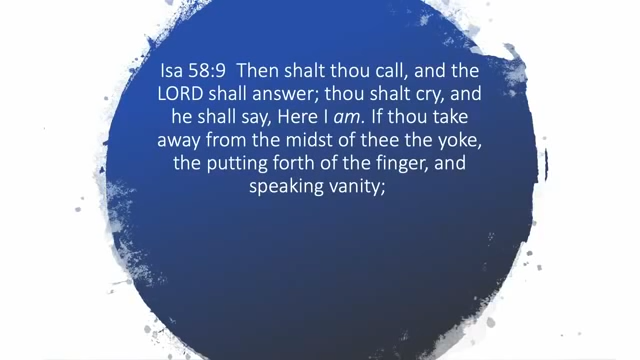 Isa 58:9  Then shalt thou call, and the
LORD shall answer; thou shalt cry, and
he shall say, Here I am. If thou take
away from the midst of thee the yoke,
the putting forth of the finger, and
speaking vanity;